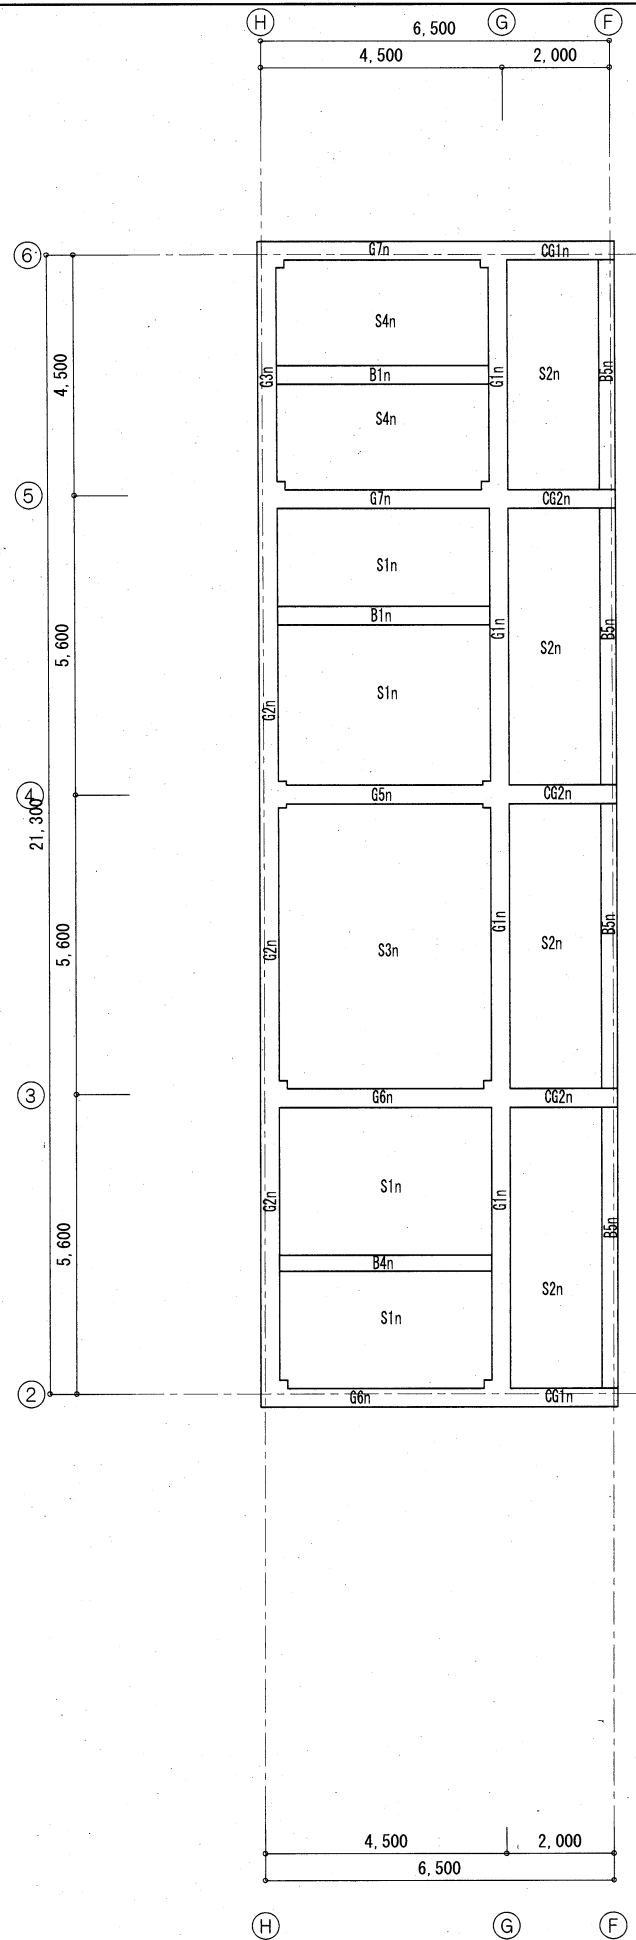 H G F
6,500
4,500 2,000
6 G7n CG1n
S4n
4,500 G3n B1n G1n S2n B5n
S4n
5 G7n CG2n
S1n
B1n G1n B5n
5,600 S2n
G2n S1n
4 G5n CG2n
21,300
G1n B5n
5,600 G2n S3n S2n
3 G6n CG2n
G2n S1n G1n
5,600 B5n
B4n
S2n
S1n
2 G6n CG1n
4,500 2,000
6,500
H G F